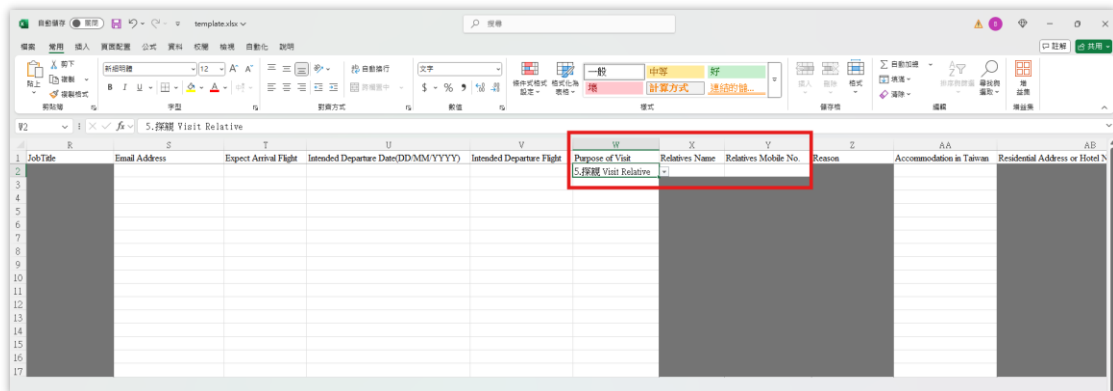 自動儲存 關閉 template.xlsx 搜尋
檔案 常用 插入 頁面配置 公式 資料 校閱 檢視 自動化 說明 註解 共用
剪下 新細明體 12 A^ A˅ 自動換行 文字 一般 中等 好 自動加總
貼上 複製 B I U A $ % 條件式格式設定 格式化為表格 壞 計算方式 連結的儲... 插入 刪除 格式 填滿 尋找與選取 增益集
複製格式 清除
剪貼簿 字型 對齊方式 數值 樣式 儲存格 編輯 增益集
W2 fx 5.探親 Visit Relative
R S T U V W X Y Z AA AB
1 JobTitle Email Address Expect Arrival Flight Intended Departure Date(DD/MM/YYYY) Intended Departure Flight Purpose of Visit Relatives Name Relatives Mobile No. Reason Accommodation in Taiwan Residential Address or Hotel N
2 5.探親 Visit Relative
3
4
5
6
7
8
9
10
11
12
13
14
15
16
17